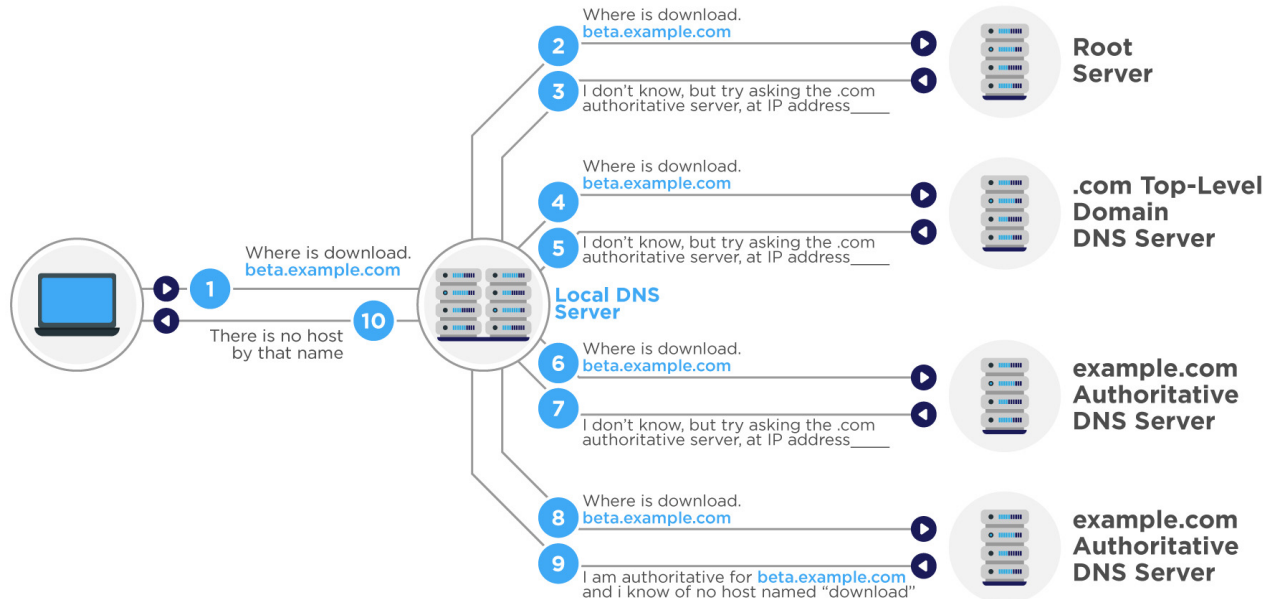 Where is download.
beta.example.com
2
3
I don't know, but try asking the .com
authoritative server, at IP address____
Root
Server
Where is download.
beta.example.com
4
5
I don't know, but try asking the .com
authoritative server, at IP address____
.com Top-Level
Domain
DNS Server
Where is download.
beta.example.com
1
10
There is no host
by that name
Local DNS
Server
Where is download.
beta.example.com
6
7
I don't know, but try asking the .com
authoritative server, at IP address____
example.com
Authoritative
DNS Server
Where is download.
beta.example.com
8
9
I am authoritative for beta.example.com
and i know of no host named “download”
example.com
Authoritative
DNS Server